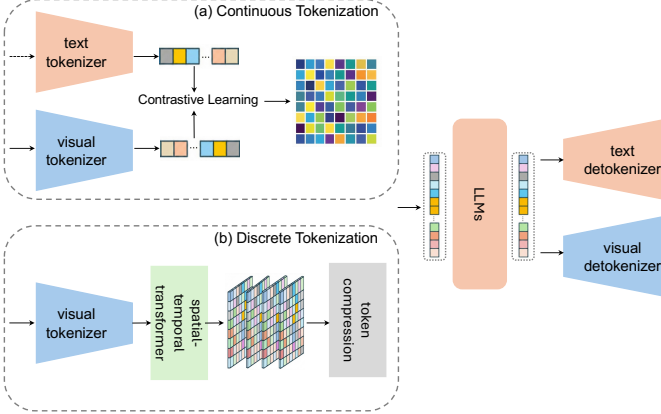 (a) Continuous Tokenization
text
tokenizer
...
Contrastive Learning
visual
tokenizer
...
(b) Discrete Tokenization
visual
tokenizer
spatial-
temporal
transformer
token
compression
LLMs
text
detokenizer
visual
detokenizer